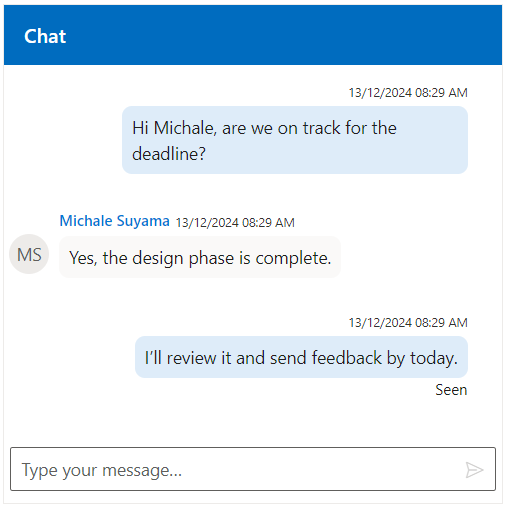 Chat
13/12/2024 08:29 AM
Hi Michale, are we on track for the
deadline?
Michale Suyama 13/12/2024 08:29 AM
MS
Yes, the design phase is complete.
13/12/2024 08:29 AM
I’ll review it and send feedback by today.
Seen
Type your message...